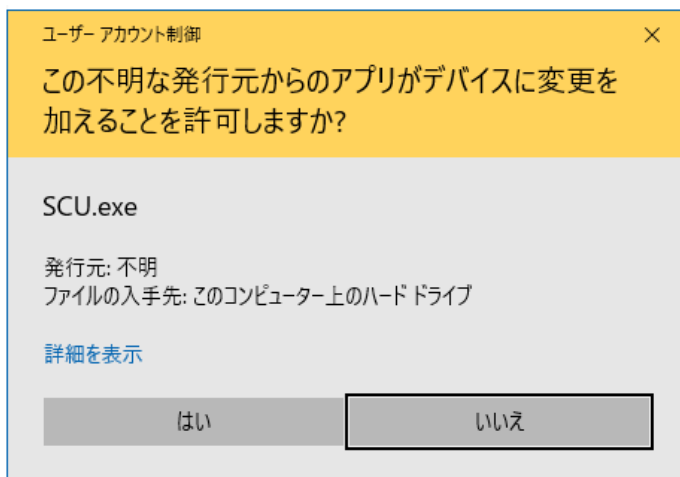 ユーザー アカウント制御
この不明な発行元からのアプリがデバイスに変更を
加えることを許可しますか?
SCU.exe
発行元: 不明
ファイルの入手先: このコンピューター上のハード ドライブ
詳細を表示
はい
いいえ